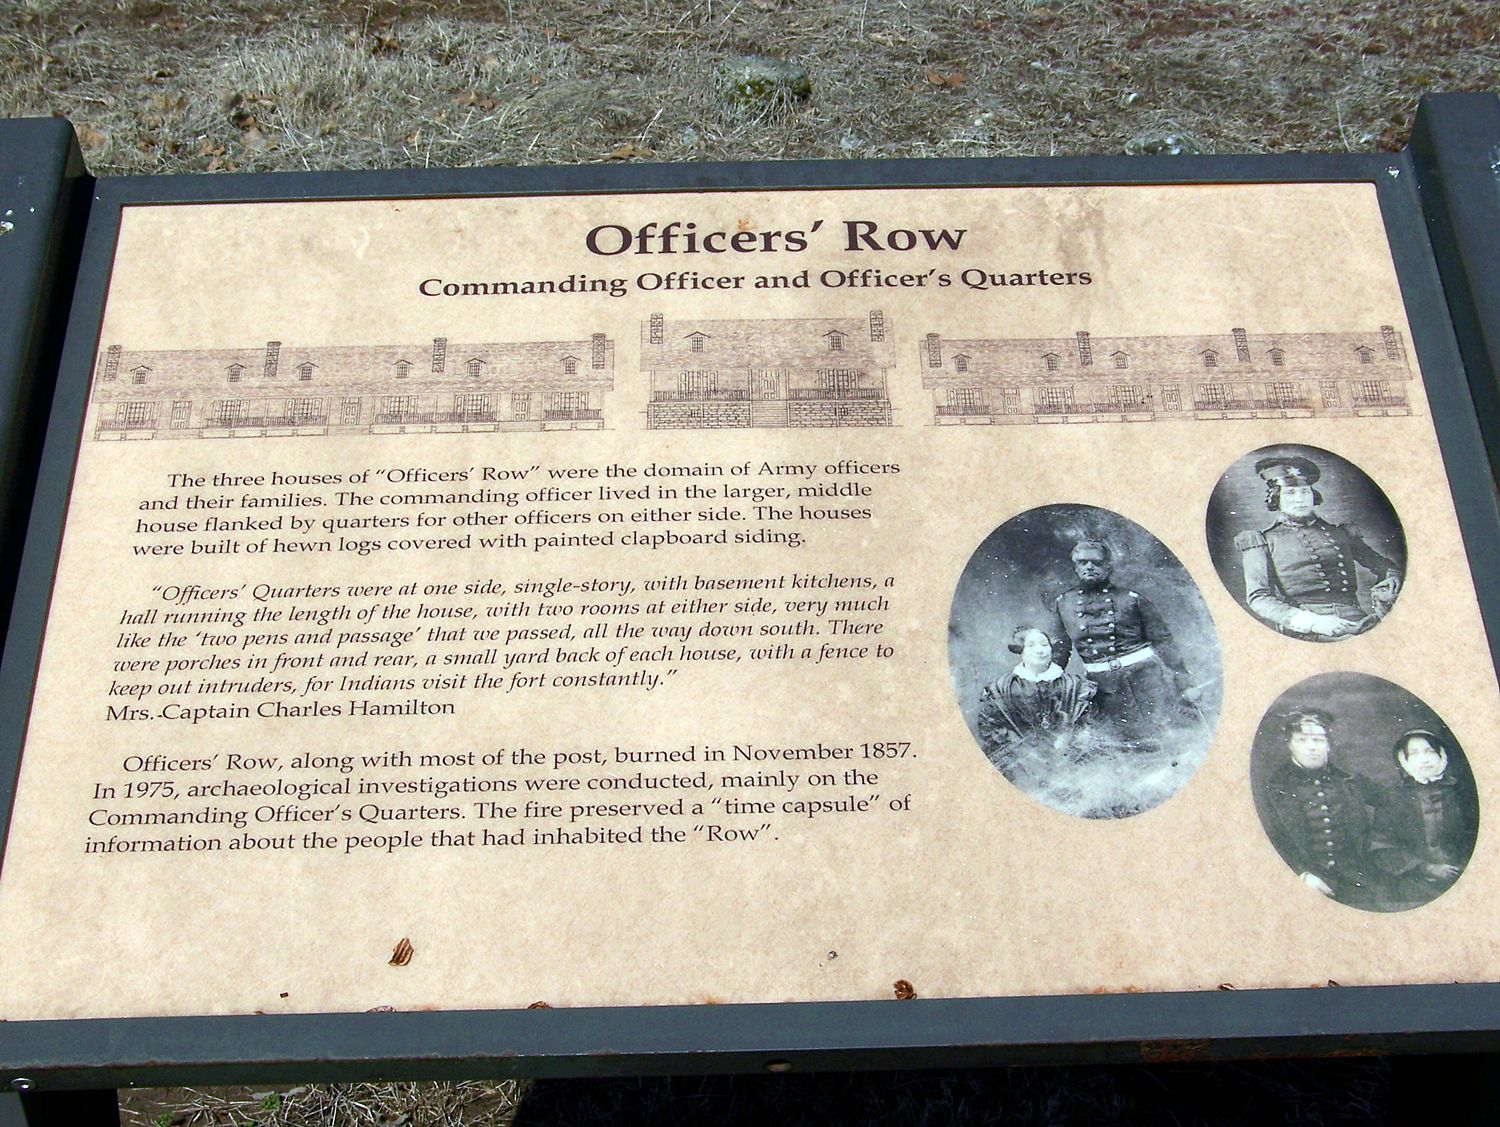 Officers’ Row
Commanding Officer and Officer’s Quarters
The three houses of “Officers’ Row” were the domain of Army officers
and their families. The commanding officer lived in the larger, middle
house flanked by quarters for other officers on either side. The houses
were built of hewn logs covered with painted clapboard siding.
“Officers’ Quarters were at one side, single-story, with basement kitchens, a
hall running the length of the house, with two rooms at either side, very much
like the ‘two pens and passage’ that we passed, all the way down south. There
were porches in front and rear, a small yard back of each house, with a fence to
keep out intruders, for Indians visit the fort constantly.”
Mrs.-Captain Charles Hamilton
Officers’ Row, along with most of the post, burned in November 1857.
In 1975, archaeological investigations were conducted, mainly on the
Commanding Officer’s Quarters. The fire preserved a “time capsule” of
information about the people that had inhabited the “Row”.